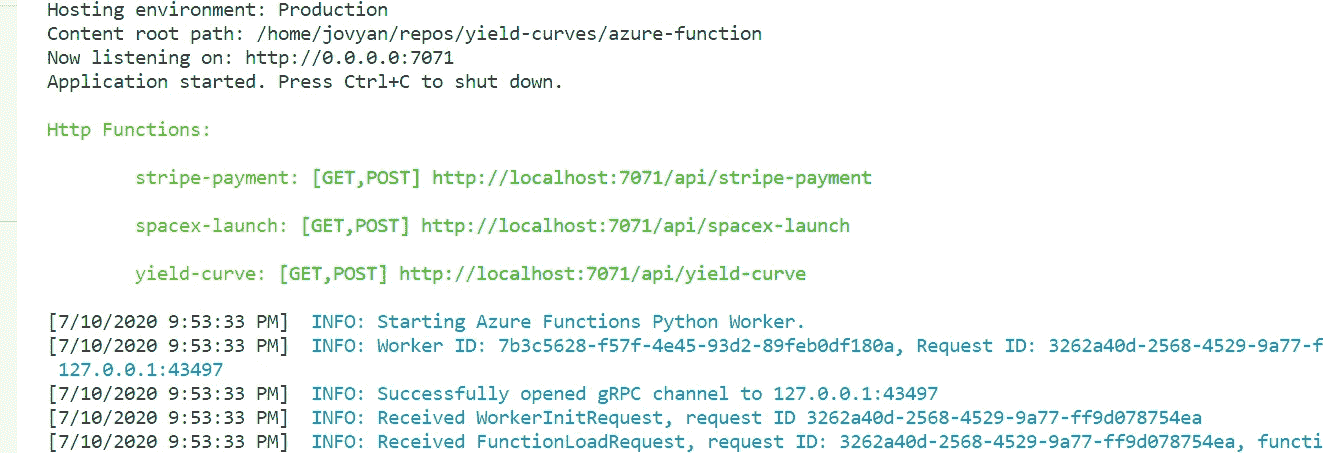 Hosting environment: Production
Content root path: /home/jovyan/repos/yield-curves/azure-function
Now listening on: http://0.0.0.0:7071
Application started. Press Ctrl+C to shut down.
Http Functions:
stripe-payment: [GET,POST] http://localhost:7071/api/stripe-payment
spacex-launch: [GET,POST] http://localhost:7071/api/spacex-launch
yield-curve: [GET,POST] http://localhost:7071/api/yield-curve
[7/10/2020 9:53:33 PM]  INFO: Starting Azure Functions Python Worker.
[7/10/2020 9:53:33 PM]  INFO: Worker ID: 7b3c5628-f57f-4e45-93d2-89feb0df180a, Request ID: 3262a40d-2568-4529-9a77-f
127.0.0.1:43497
[7/10/2020 9:53:33 PM]  INFO: Successfully opened gRPC channel to 127.0.0.1:43497
[7/10/2020 9:53:33 PM]  INFO: Received WorkerInitRequest, request ID 3262a40d-2568-4529-9a77-ff9d078754ea
[7/10/2020 9:53:33 PM]  INFO: Received FunctionLoadRequest, request ID: 3262a40d-2568-4529-9a77-ff9d078754ea, functi